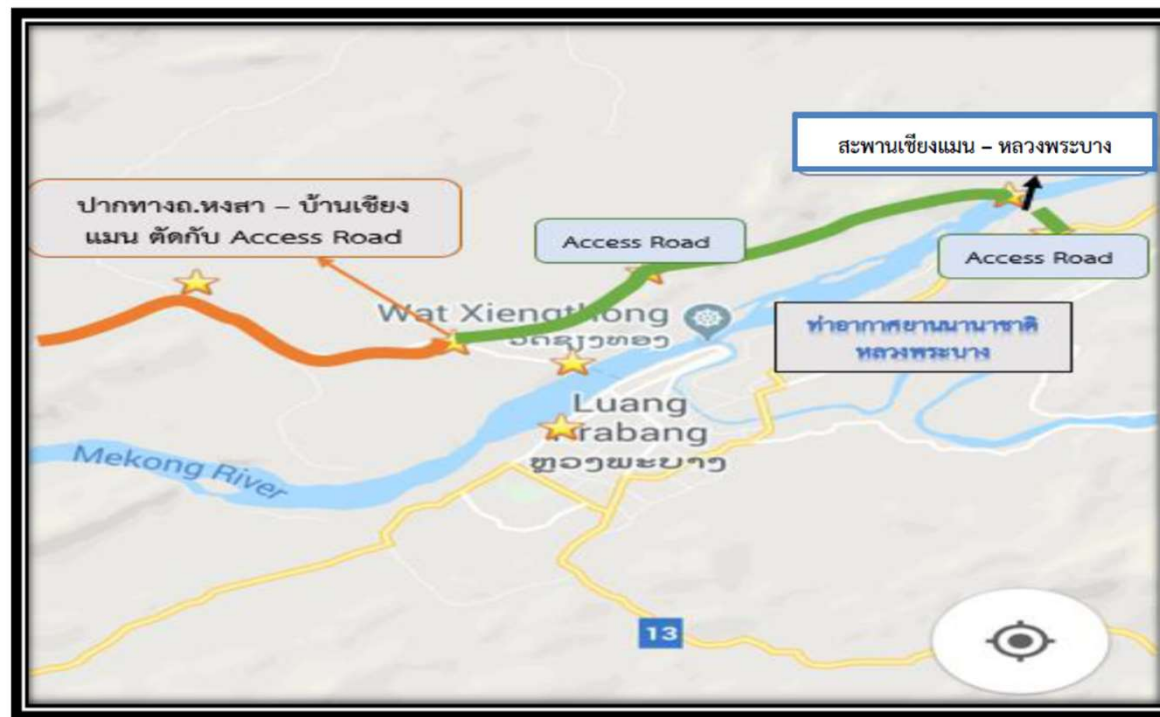 สะพานเชียงแมน – หลวงพระบาง
ปากทางถ.หงสา – บ้านเชียง
แมน ตัดกับ Access Road
Access Road
Access Road
Wat Xiengthong
ວັດຊຽງທອງ
ท่าอากาศยานนานาชาติ
หลวงพระบาง
Luang
Prabang
ຫຼວງພະບາງ
Mekong River
13